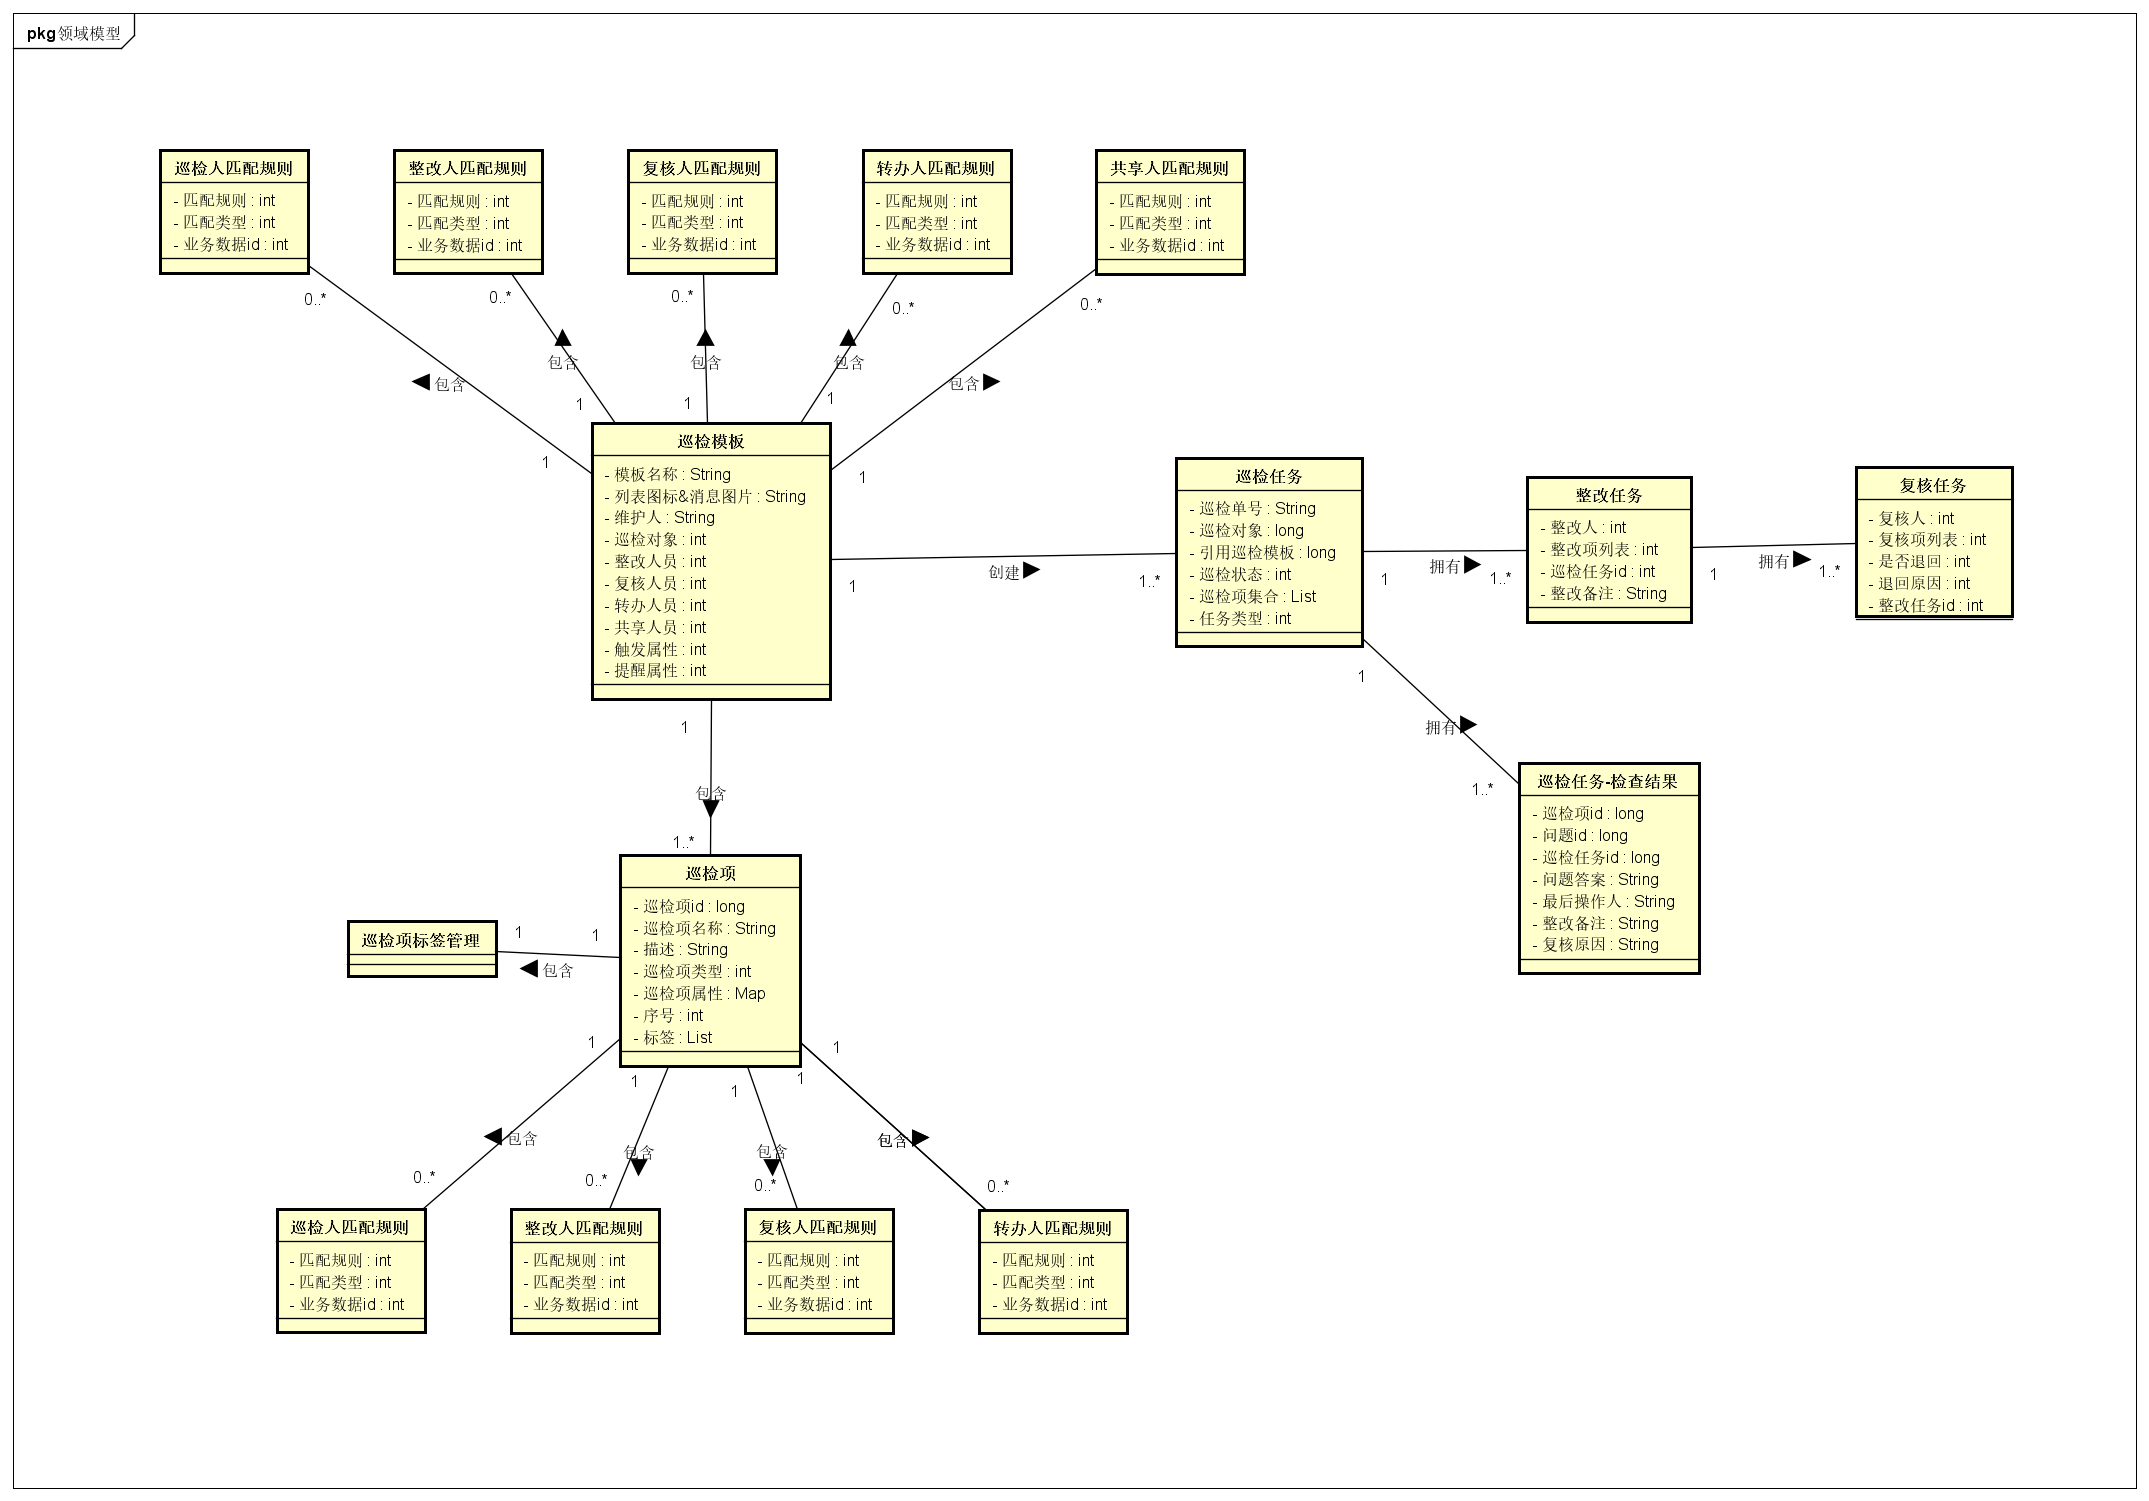 pkg 领域模型
巡检人匹配规则
- 匹配规则 : int
- 匹配类型 : int
- 业务数据id : int
整改人匹配规则
- 匹配规则 : int
- 匹配类型 : int
- 业务数据id : int
复核人匹配规则
- 匹配规则 : int
- 匹配类型 : int
- 业务数据id : int
转办人匹配规则
- 匹配规则 : int
- 匹配类型 : int
- 业务数据id : int
共享人匹配规则
- 匹配规则 : int
- 匹配类型 : int
- 业务数据id : int
0..*
0..*
0..*
0..*
0..*
包含
包含
包含
包含
包含
1
1
1
1
1
巡检模板
- 模板名称 : String
- 列表图标&消息图片 : String
- 维护人 : String
- 巡检对象 : int
- 整改人员 : int
- 复核人员 : int
- 转办人员 : int
- 共享人员 : int
- 触发属性 : int
- 提醒属性 : int
1
创建
1..*
巡检任务
- 巡检单号 : String
- 巡检对象 : long
- 引用巡检模板 : long
- 巡检状态 : int
- 巡检项集合 : List
- 任务类型 : int
1
拥有
1..*
整改任务
- 整改人 : int
- 整改项列表 : int
- 巡检任务id : int
- 整改备注 : String
1
拥有
1..*
复核任务
- 复核人 : int
- 复核项列表 : int
- 是否退回 : int
- 退回原因 : int
- 整改任务id : int
1
拥有
1..*
巡检任务-检查结果
- 巡检项id : long
- 问题id : long
- 巡检任务id : long
- 问题答案 : String
- 最后操作人 : String
- 整改备注 : String
- 复核原因 : String
1
包含
1..*
巡检项
- 巡检项id : long
- 巡检项名称 : String
- 描述 : String
- 巡检项类型 : int
- 巡检项属性 : Map
- 序号 : int
- 标签 : List
巡检项标签管理
1
1
包含
1
1
1
1
1
包含
包含
包含
包含
0..*
0..*
0..*
0..*
巡检人匹配规则
- 匹配规则 : int
- 匹配类型 : int
- 业务数据id : int
整改人匹配规则
- 匹配规则 : int
- 匹配类型 : int
- 业务数据id : int
复核人匹配规则
- 匹配规则 : int
- 匹配类型 : int
- 业务数据id : int
转办人匹配规则
- 匹配规则 : int
- 匹配类型 : int
- 业务数据id : int